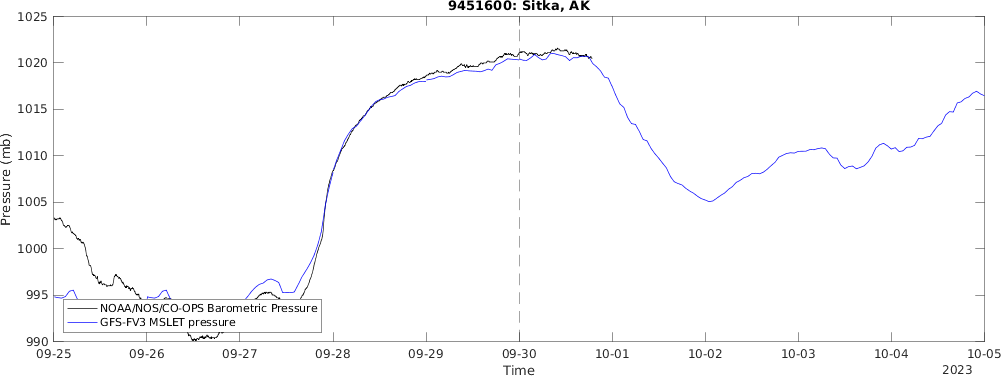 9451600: Sitka, AK
Pressure (mb)
1025
1020
1015
1010
1005
1000
995
990
NOAA/NOS/CO-OPS Barometric Pressure
GFS-FV3 MSLET pressure
09-25 09-26 09-27 09-28 09-29 09-30 10-01 10-02 10-03 10-04 10-05
Time
2023